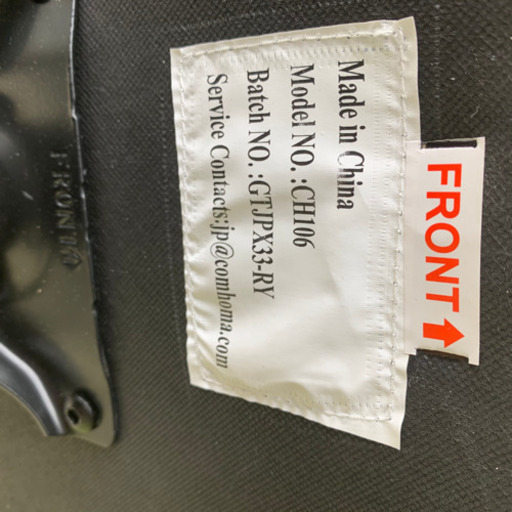 FRONT ↑
Made in China
Model NO.:CH106
Batch NO.:GTJPX33-RY
Service Contacts:jp@comhoma.com
FRONT